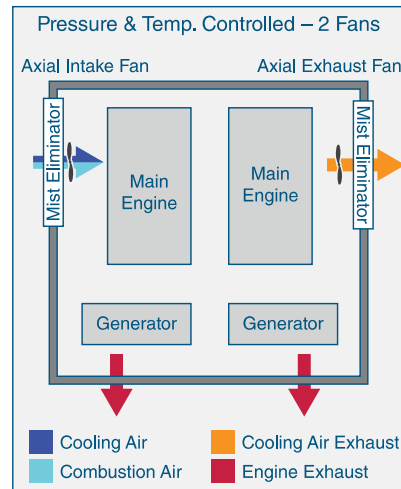 Pressure & Temp. Controlled – 2 Fans
Axial Intake Fan
Axial Exhaust Fan
Mist Eliminator
Main
Engine
Main
Engine
Mist Eliminator
Generator
Generator
Cooling Air
Cooling Air Exhaust
Combustion Air
Engine Exhaust